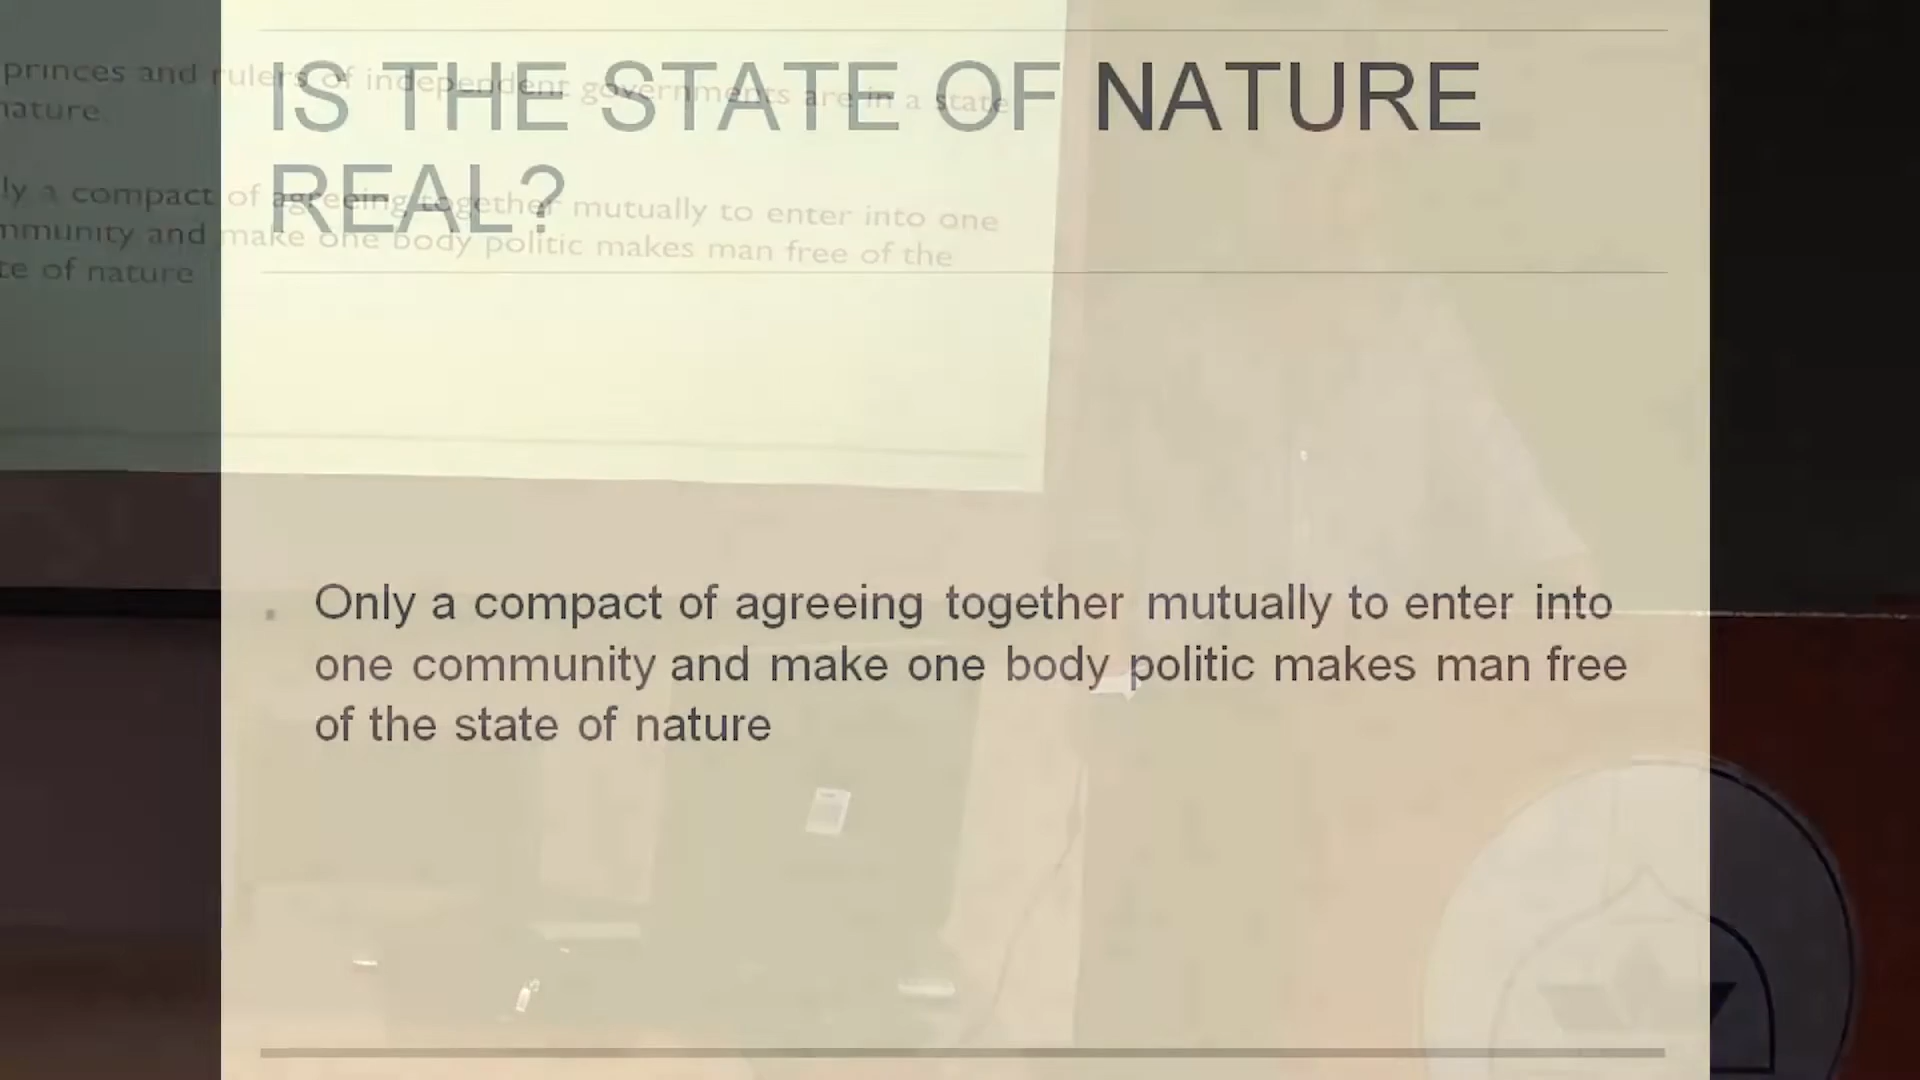 IS THE STATE OF NATURE
REAL?
Only a compact of agreeing together mutually to enter into
one community and make one body politic makes man free
of the state of nature
princes and rulers of independent governments are in a state
nature.
ly a compact of agreeing together mutually to enter into one
mmunity and make one body politic makes man free of the
te of nature